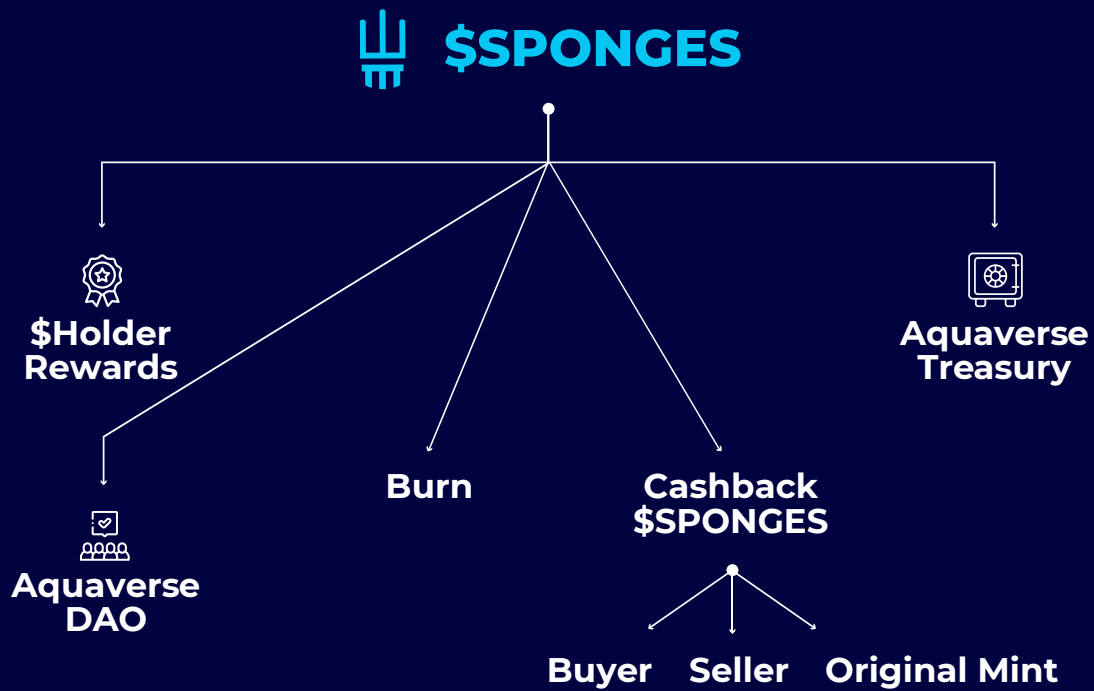 $SPONGES
$Holder
Rewards
Aquaverse
Treasury
Burn
Cashback
$SPONGES
Aquaverse
DAO
Buyer
Seller
Original Mint